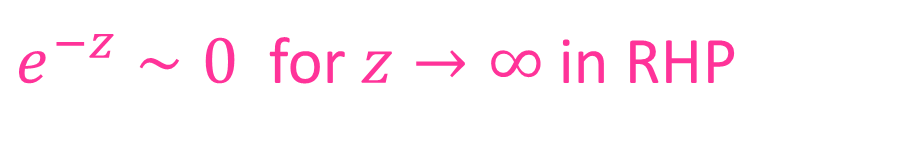 e^{-z} ~ 0 for z → ∞ in RHP